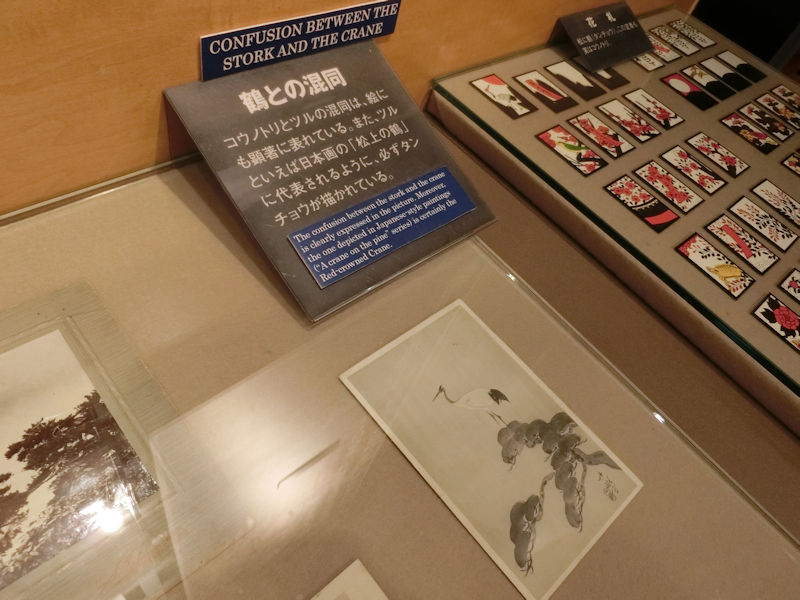 CONFUSION BETWEEN THE
STORK AND THE CRANE
鶴との混同
コウノトリとツルの混同は、絵に
も顕著に表れている。また、ツル
といえば日本画の「松上の鶴」
に代表されるように、必ずタン
チョウが描かれている。
The confusion between the stork and the crane
is clearly expressed in the picture. Moreover,
the one depicted in Japanese-style paintings
("A crane on the pine" series) is certainly the
Red-crowned Crane.
花札